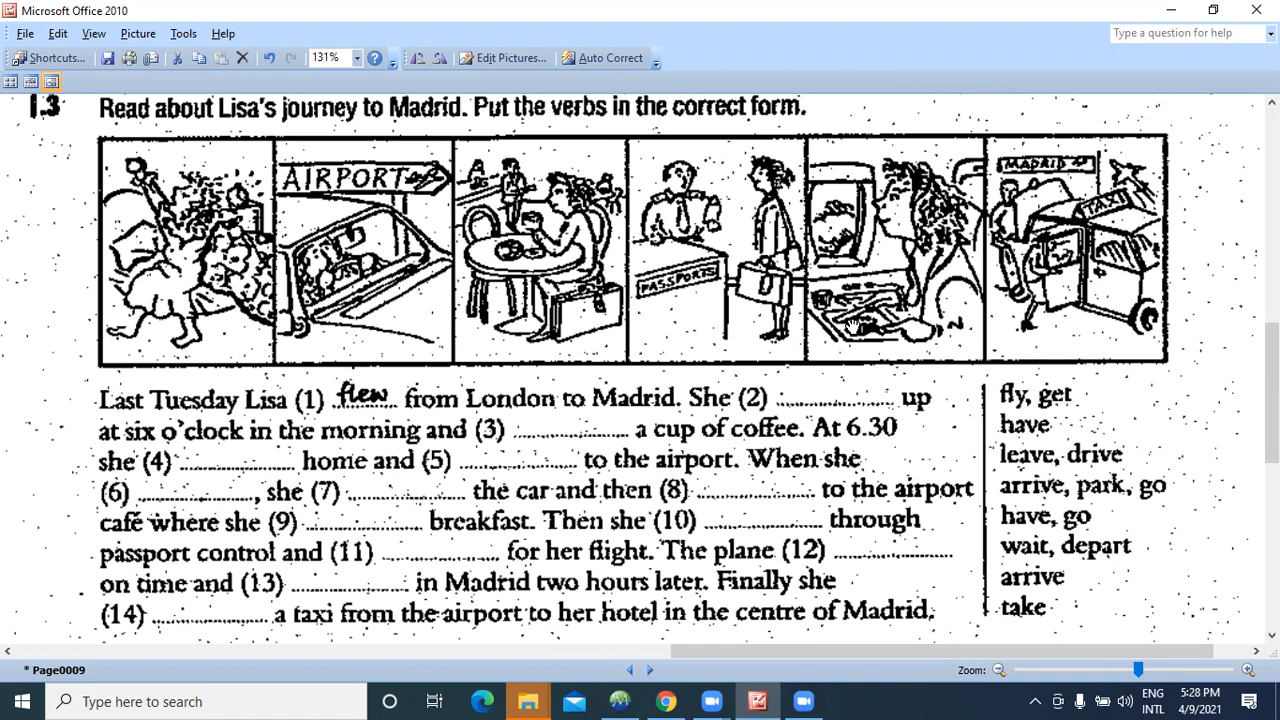 Microsoft Office 2010
File Edit View Picture Tools Help
Type a question for help
Shortcuts... 131% Edit Pictures... Auto Correct
1.3 Read about Lisa's journey to Madrid. Put the verbs in the correct form.
AIRPORT
PASSPORTS
MADRID
TAXI
Last Tuesday Lisa (1) flew from London to Madrid. She (2) .................... up fly, get
at six o'clock in the morning and (3) .................... a cup of coffee. At 6.30 have
she (4) .................... home and (5) .................... to the airport. When she leave, drive
(6) ...................., she (7) .................... the car and then (8) .................... to the airport arrive, park, go
café where she (9) .................... breakfast. Then she (10) .................... through have, go
passport control and (11) .................... for her flight. The plane (12) .................... wait, depart
on time and (13) .................... in Madrid two hours later. Finally she arrive
(14) .................... a taxi from the airport to her hotel in the centre of Madrid. take
* Page0009 Zoom:
Type here to search
ENG
INTL
5:28 PM
4/9/2021